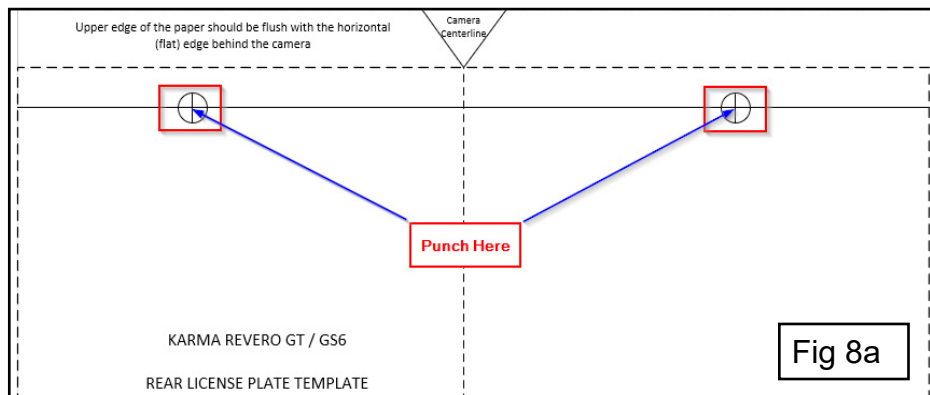 Upper edge of the paper should be flush with the horizontal
(flat) edge behind the camera
Camera
Centerline
Punch Here
KARMA REVERO GT / GS6
REAR LICENSE PLATE TEMPLATE
Fig 8a